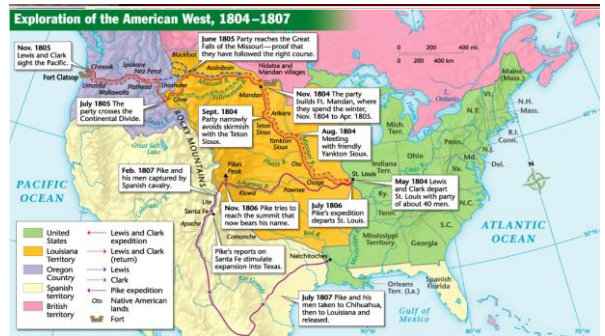 Exploration of the American West, 1804–1807
June 1805 Party reaches the Great
Falls of the Missouri—proof that
they have followed the right course.
Nov. 1805
Lewis and Clark
sight the Pacific.
Fort Clatsop
Chinook
Umatilla
Wallawalla
Spokane
Nez Percé
Flathead
Blackfoot
Shoshone
Crow
Assiniboin
Hidatsa and
Mandan villages
Mandan
Arikara
Teton
Sioux
Yankton
Sioux
July 1805 The
party crosses the
Continental Divide.
Sept. 1804
Party narrowly
avoids skirmish
with the Teton
Sioux.
Nov. 1804 The party
builds Ft. Mandan, where
they spend the winter,
Nov. 1804 to Apr. 1805.
Aug. 1804
Meeting
with friendly
Yankton Sioux.
May 1804 Lewis
and Clark depart
St. Louis with party
of about 40 men.
Feb. 1807 Pike and
his men captured by
Spanish cavalry.
Nov. 1806 Pike tries to
reach the summit that
now bears his name.
July 1806
Pike's expedition
departs St. Louis.
Pike's reports on
Santa Fe stimulate
expansion into Texas.
July 1807 Pike and his
men taken to Chihuahua,
then to Louisiana and
released.
ROCKY MOUNTAINS
Great Salt
Lake
Pikes
Peak
Platte R.
Arkansas R.
Red R.
Rio Grande
Colorado R.
Kiowa
Pawnee
Oto
Osage
Ute
Santa Fe
Apache
Comanche
Natchitoches
St. Louis
PACIFIC
OCEAN
ATLANTIC
OCEAN
Gulf of
Mexico
L. Ontario
Maine
(Mass.)
Vt.
N.H.
Mass.
N.Y.
R.I.
Conn.
Pa.
N.J.
Del.
Md.
Va.
Ohio
Ky.
Tenn.
N.C.
S.C.
Georgia
Mich.
Terr.
Indiana
Terr.
Mississippi
Territory
Orleans
Terr. (La.)
Spanish
Florida
0 200 400 mi.
0 200 400 km
N
S
United
States
Louisiana
Territory
Oregon
Country
Spanish
territory
British
territory
Lewis and Clark
expedition
Lewis and Clark
(return)
Lewis
Clark
Pike expedition
Oto Native American
lands
Fort
90°W
80°W